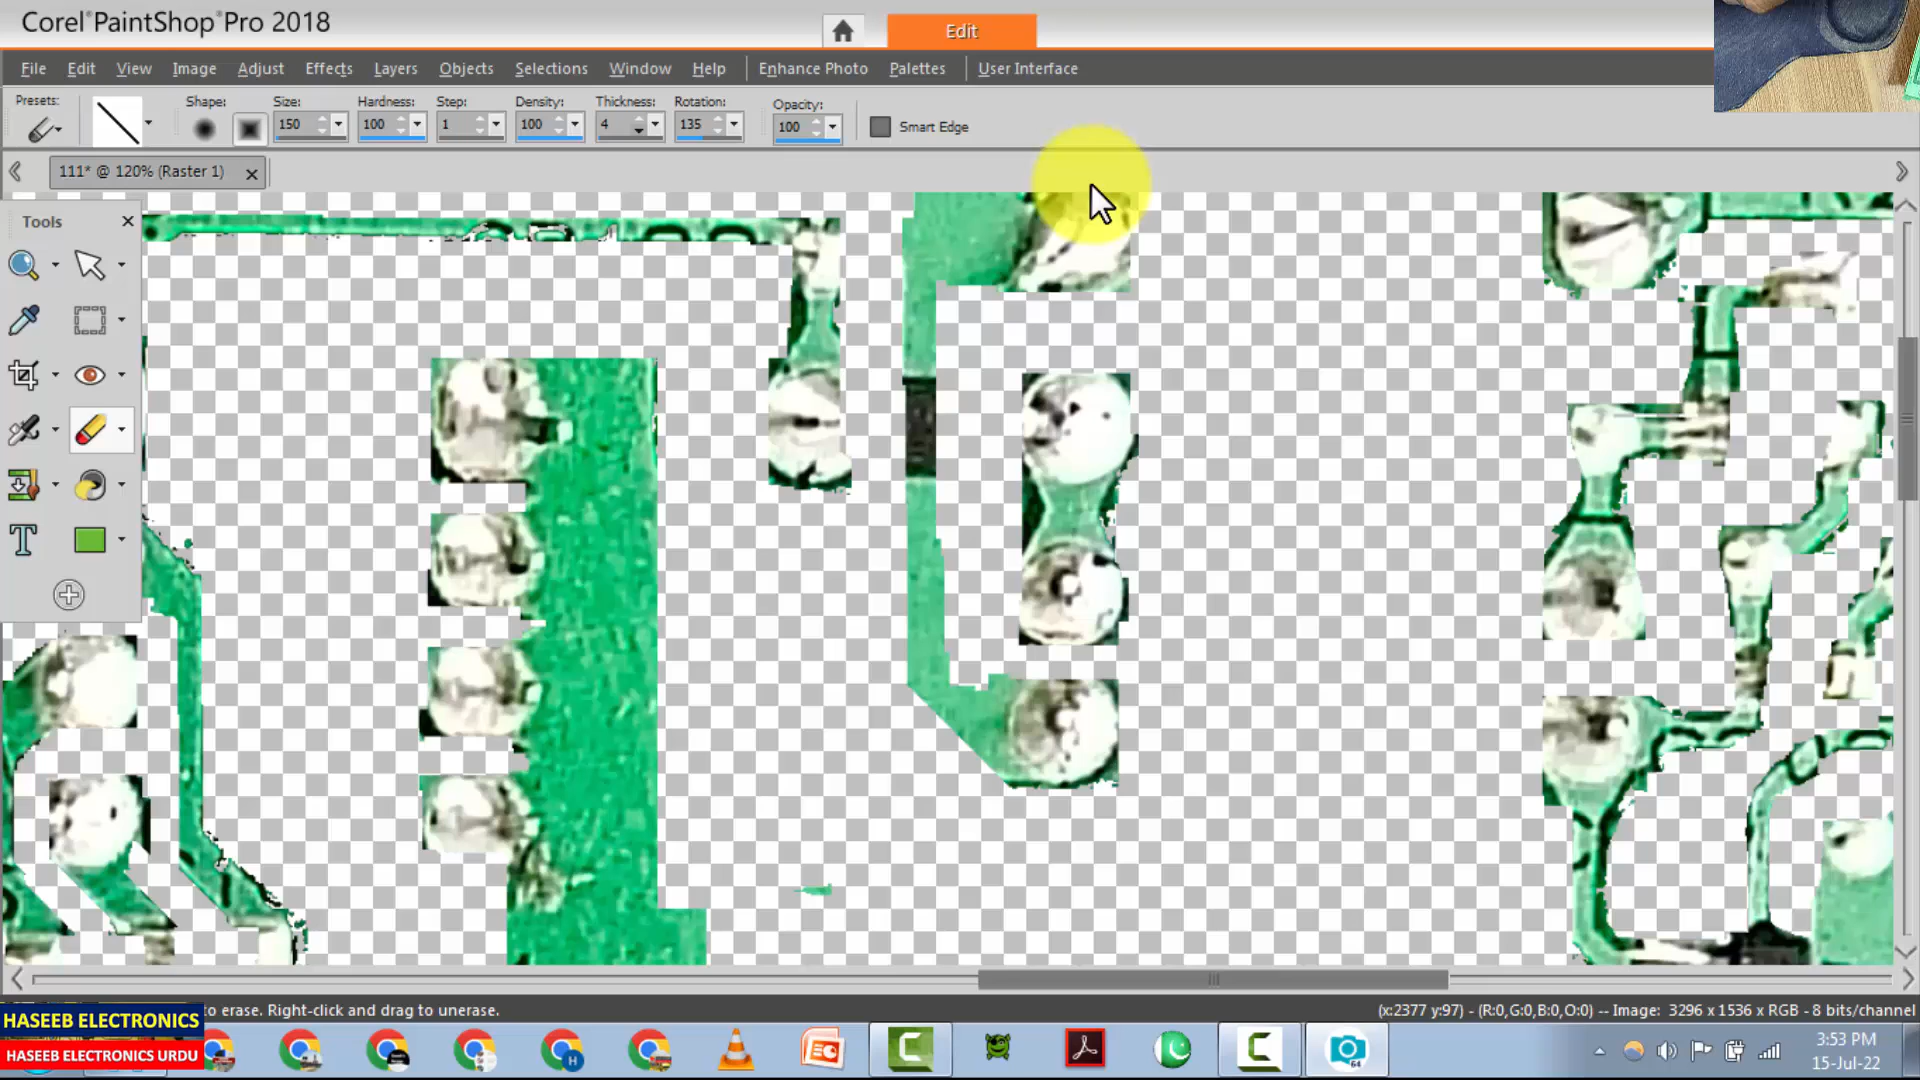 Corel PaintShop Pro 2018
Edit
File Edit View Image Adjust Effects Layers Objects Selections Window Help Enhance Photo Palettes User Interface
Presets: Shape: Size: Hardness: Step: Density: Thickness: Rotation: Opacity:
150 100 1 100 4 135 100 Smart Edge
111* @ 120% (Raster 1)
Tools
to erase. Right-click and drag to unerase.
(x:2377 y:97) - (R:0,G:0,B:0,O:0) -- Image: 3296 x 1536 x RGB - 8 bits/channel
HASEEB ELECTRONICS
HASEEB ELECTRONICS URDU
64
3:53 PM
15-Jul-22